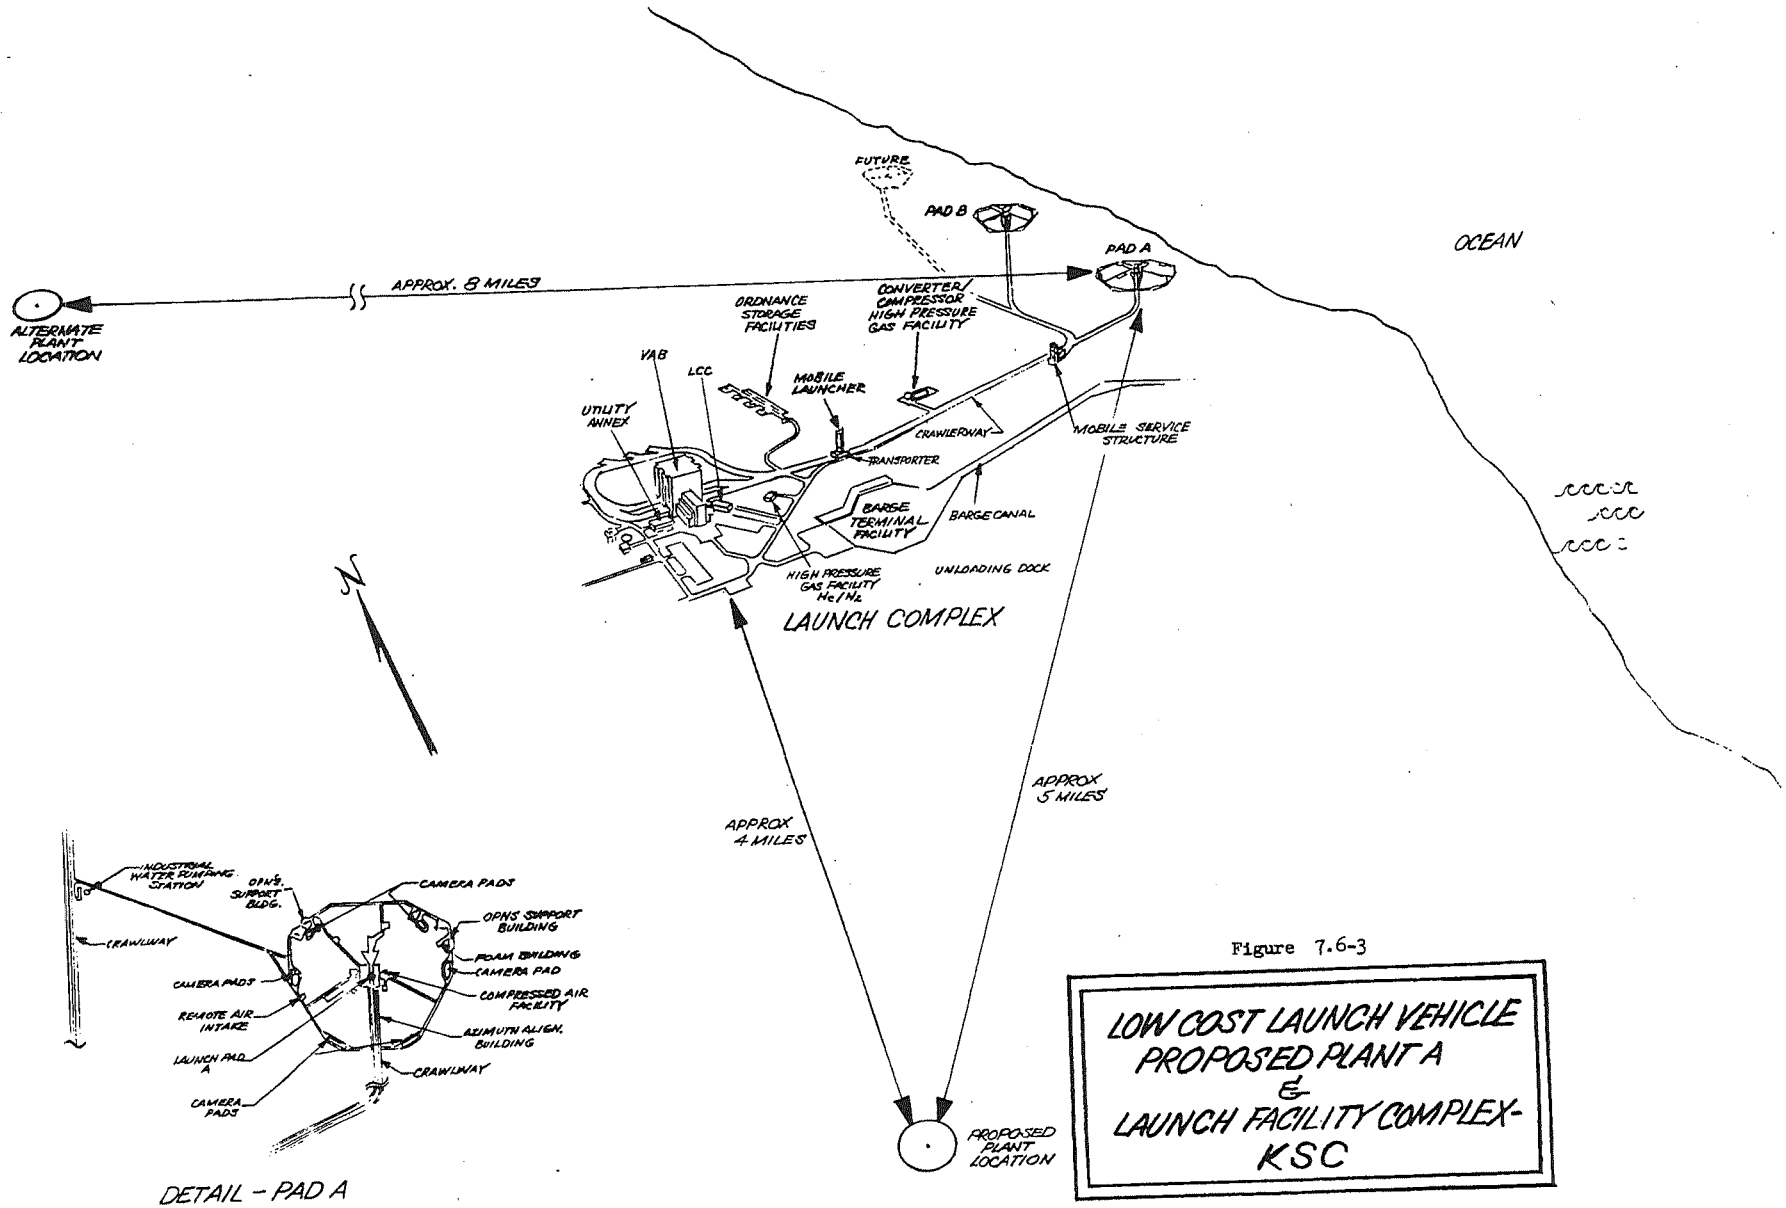 FUTURE
PAD B
PAD A
OCEAN
APPROX. 8 MILES
ALTERNATE
PLANT
LOCATION
ORDNANCE
STORAGE
FACILITIES
CONVERTER/
COMPRESSOR
HIGH PRESSURE
GAS FACILITY
VAB
LCC
MOBILE
LAUNCHER
UTILITY
ANNEX
CRAWLERWAY
MOBILE SERVICE
STRUCTURE
TRANSPORTER
BARGE
TERMINAL
FACILITY
BARGE CANAL
UNLOADING DOCK
HIGH PRESSURE
GAS FACILITY
He/N2
LAUNCH COMPLEX
N
APPROX
5 MILES
APPROX
4 MILES
INDUSTRIAL
WATER PUMPING
STATION
OPN'S.
SUPPORT
BLDG.
CAMERA PADS
OPNS SUPPORT
BUILDING
CRAWLWAY
FOAM BUILDING
CAMERA PAD
CAMERA PADS
COMPRESSED AIR
FACILITY
REMOTE AIR
INTAKE
AZIMUTH ALIGN.
BUILDING
LAUNCH PAD
A
CRAWLWAY
CAMERA
PADS
DETAIL - PAD A
PROPOSED
PLANT
LOCATION
Figure 7.6-3
LOW COST LAUNCH VEHICLE
PROPOSED PLANT A
&
LAUNCH FACILITY COMPLEX-
KSC